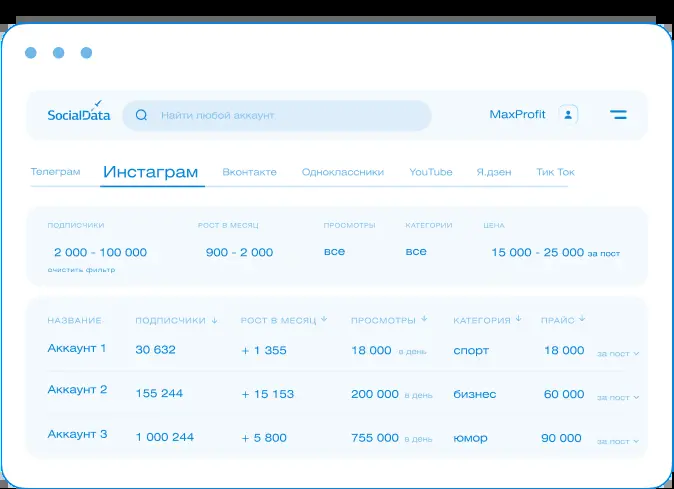 SocialData Найти любой аккаунт MaxProfit
Телеграм Инстаграм Вконтакте Одноклассники YouTube Я.дзен Тик Ток
ПОДПИСЧИКИ РОСТ В МЕСЯЦ ПРОСМОТРЫ КАТЕГОРИИ ЦЕНА
2 000 - 100 000 900 - 2 000 все все 15 000 - 25 000 за пост
очистить фильтр
НАЗВАНИЕ ПОДПИСЧИКИ ↓ РОСТ В МЕСЯЦ ↓ ПРОСМОТРЫ ↓ КАТЕГОРИЯ ↓ ПРАЙС ↓
Аккаунт 1 30 632 + 1 355 18 000 в день спорт 18 000 за пост
Аккаунт 2 155 244 + 15 153 200 000 в день бизнес 60 000 за пост
Аккаунт 3 1 000 244 + 5 800 755 000 в день юмор 90 000 за пост